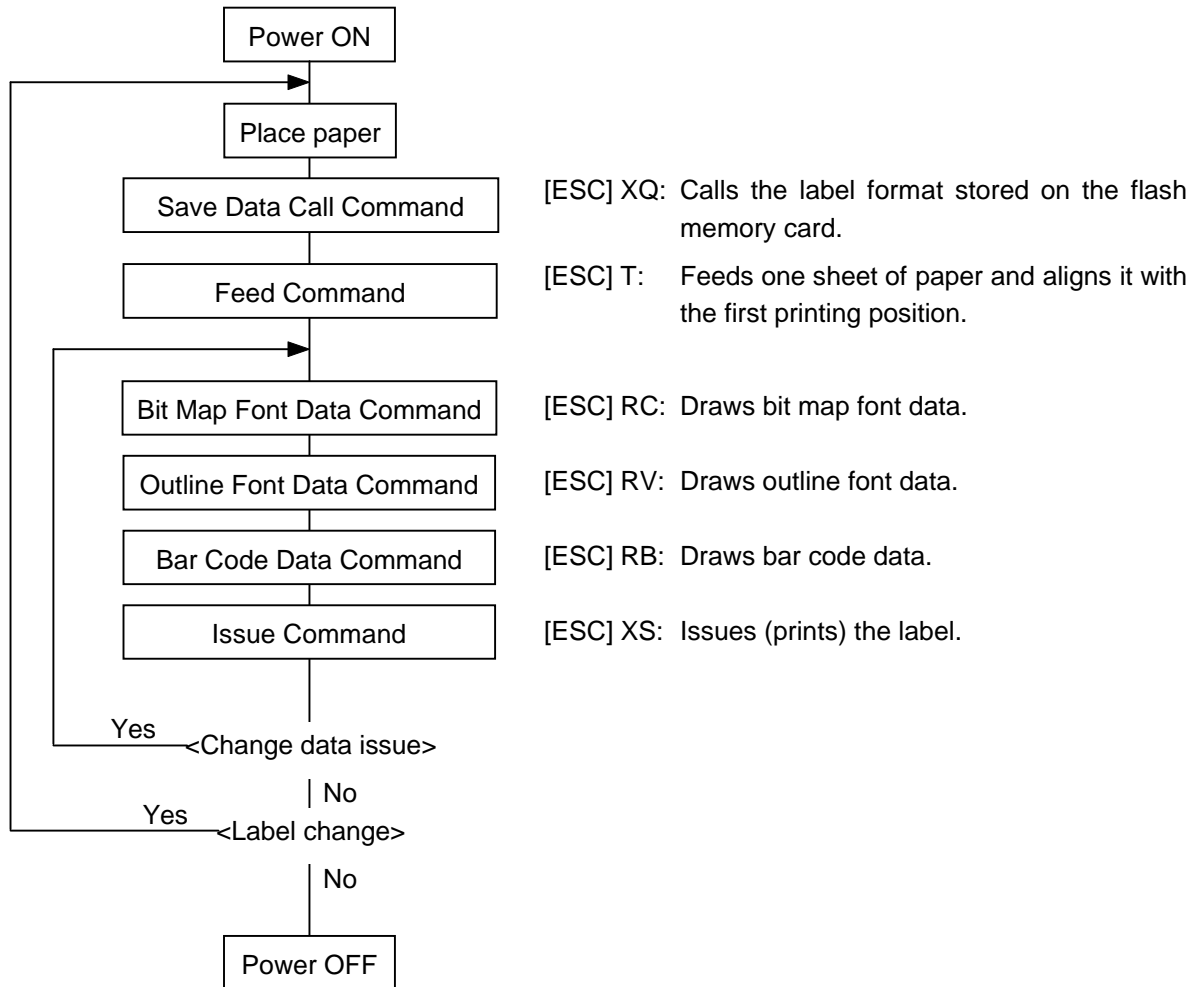 Power ON
Place paper
Save Data Call Command
[ESC] XQ: Calls the label format stored on the flash
memory card.
Feed Command
[ESC] T: Feeds one sheet of paper and aligns it with
the first printing position.
Bit Map Font Data Command
[ESC] RC: Draws bit map font data.
Outline Font Data Command
[ESC] RV: Draws outline font data.
Bar Code Data Command
[ESC] RB: Draws bar code data.
Issue Command
[ESC] XS: Issues (prints) the label.
Yes
<Change data issue>
No
Yes
<Label change>
No
Power OFF